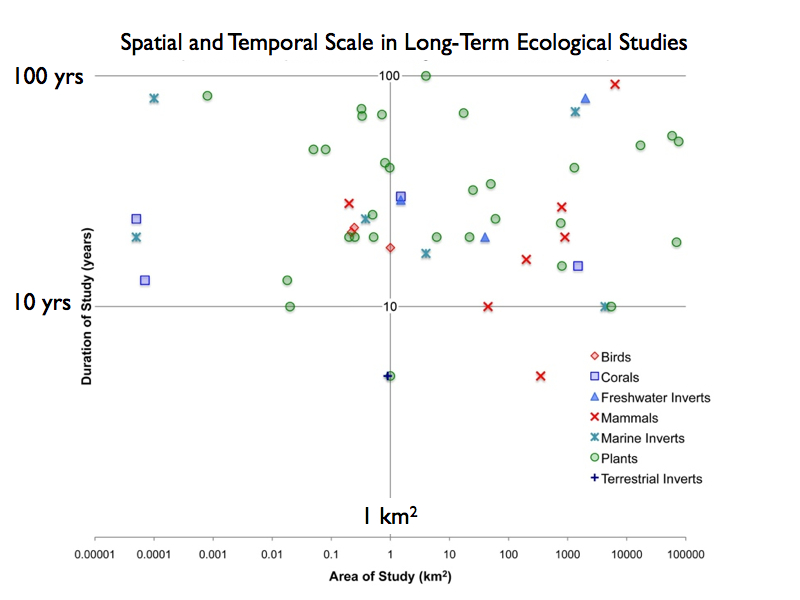 Spatial and Temporal Scale in Long-Term Ecological Studies
100 yrs
100
10 yrs
10
Duration of Study (years)
Birds
Corals
Freshwater Inverts
Mammals
Marine Inverts
Plants
Terrestrial Inverts
1 km²
0.00001 0.0001 0.001 0.01 0.1 1 10 100 1000 10000 100000
Area of Study (km²)